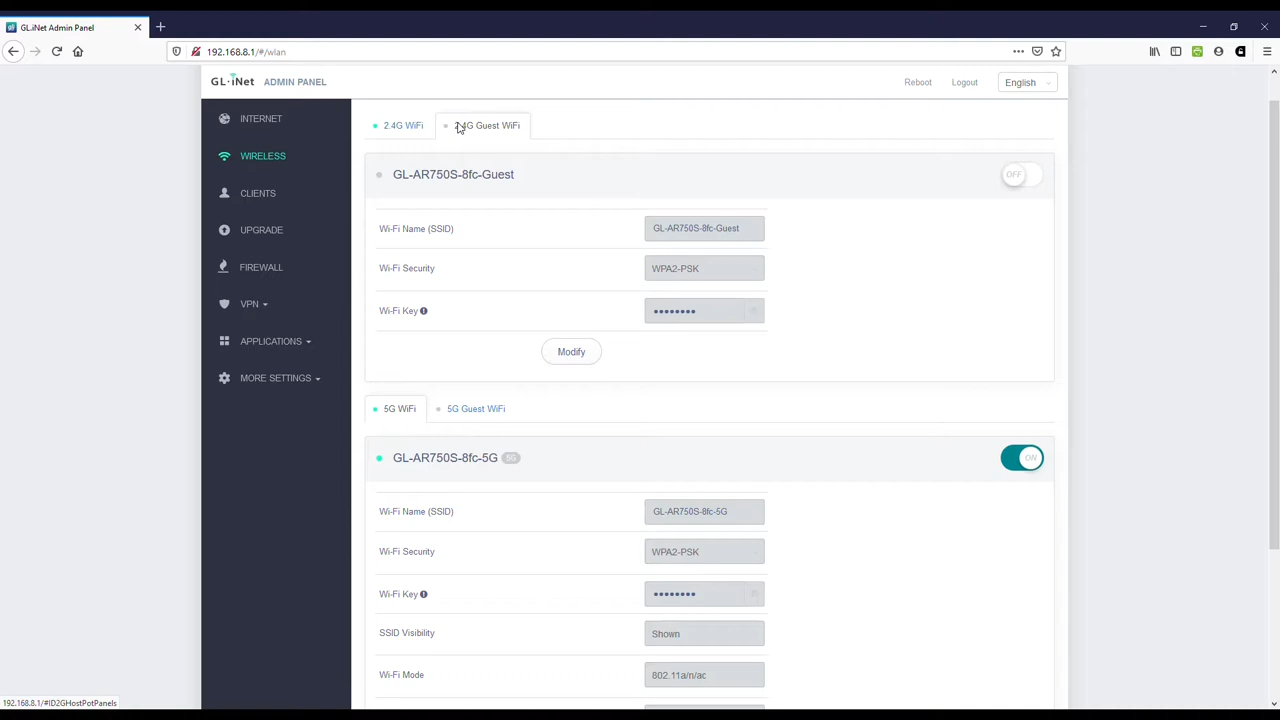 GL.iNet Admin Panel
192.168.8.1/#/wlan
GL·iNet ADMIN PANEL
Reboot
Logout
English
INTERNET
WIRELESS
CLIENTS
UPGRADE
FIREWALL
VPN
APPLICATIONS
MORE SETTINGS
2.4G WiFi
2.4G Guest WiFi
GL-AR750S-8fc-Guest
OFF
Wi-Fi Name (SSID)
GL-AR750S-8fc-Guest
Wi-Fi Security
WPA2-PSK
Wi-Fi Key
••••••••
Modify
5G WiFi
5G Guest WiFi
GL-AR750S-8fc-5G 5G
ON
Wi-Fi Name (SSID)
GL-AR750S-8fc-5G
Wi-Fi Security
WPA2-PSK
Wi-Fi Key
••••••••
SSID Visibility
Shown
Wi-Fi Mode
802.11a/n/ac
192.168.8.1/#ID2GHostPotPanels